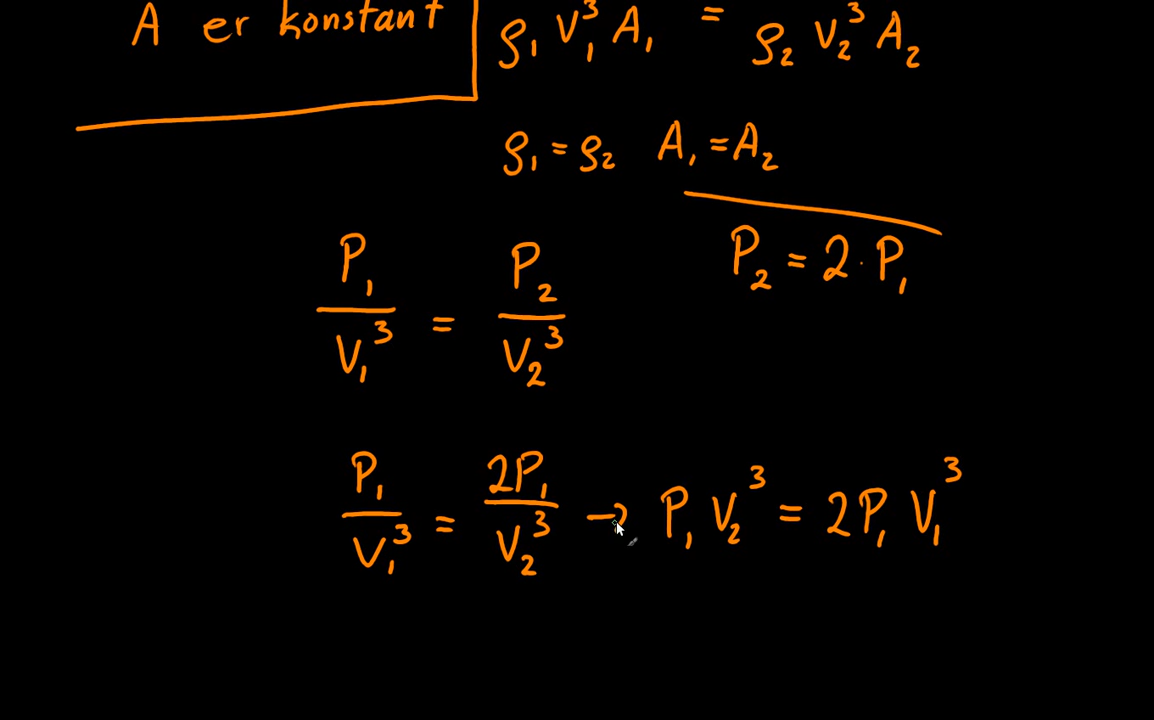 A er konstant
ρ₁ V₁³ A₁ = ρ₂ V₂³ A₂
ρ₁ = ρ₂ A₁ = A₂
P₂ = 2 · P₁
P₁/V₁³ = P₂/V₂³
P₁/V₁³ = 2P₁/V₂³ → P₁ V₂³ = 2P₁ V₁³